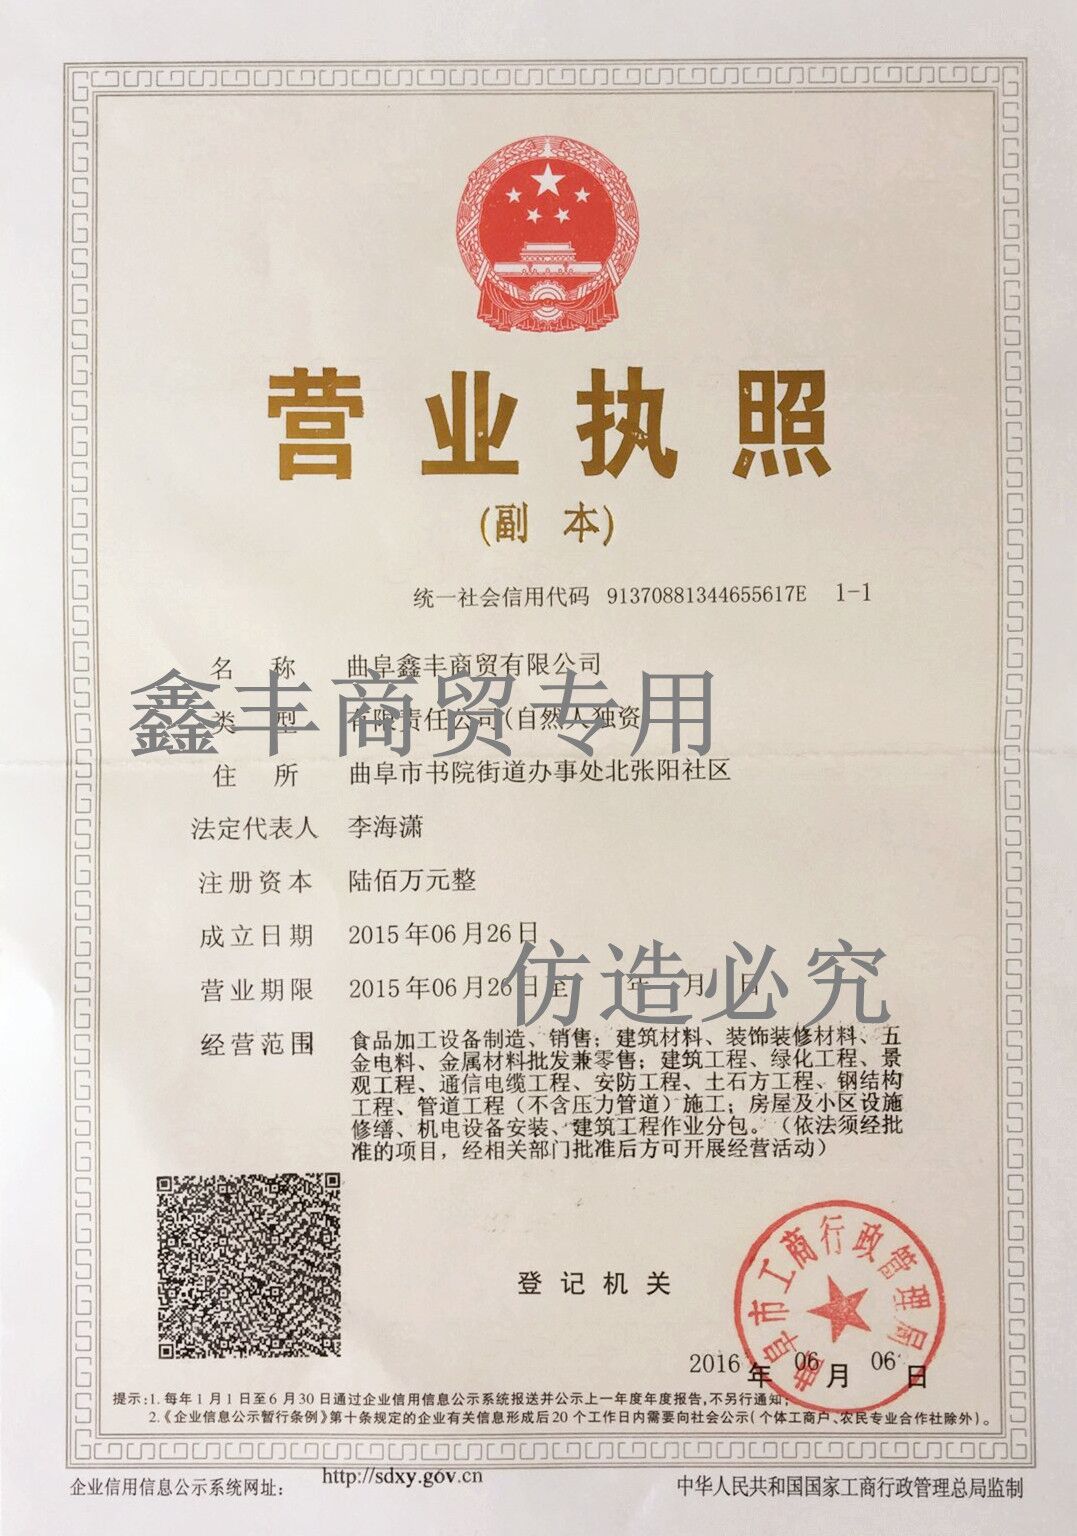 营业执照
(副本)
统一社会信用代码 91370881344655617E 1-1
名称 曲阜鑫丰商贸有限公司
鑫丰商贸专用
类型 有限责任公司(自然人独资
住所 曲阜市书院街道办事处北张阳社区
法定代表人 李海潇
注册资本 陆佰万元整
成立日期 2015年06月26日
仿造必究
营业期限 2015年06月26日至 年 月 日
经营范围 食品加工设备制造、销售；建筑材料、装饰装修材料、五
金电料、金属材料批发兼零售；建筑工程、绿化工程、景
观工程、通信电缆工程、安防工程、土石方工程、钢结构
工程、管道工程（不含压力管道）施工；房屋及小区设施
修缮、机电设备安装、建筑工程作业分包。（依法须经批
准的项目，经相关部门批准后方可开展经营活动）
登记机关
曲阜市工商行政管理局
2016年06月06日
提示：1. 每年1月1日至6月30日通过企业信用信息公示系统报送并公示上一年度年度报告，不另行通知；
2.《企业信息公示暂行条例》第十条规定的企业有关信息形成后20个工作日内需要向社会公示(个体工商户、农民专业合作社除外)。
企业信用信息公示系统网址： http://sdxy.gov.cn
中华人民共和国国家工商行政管理总局监制